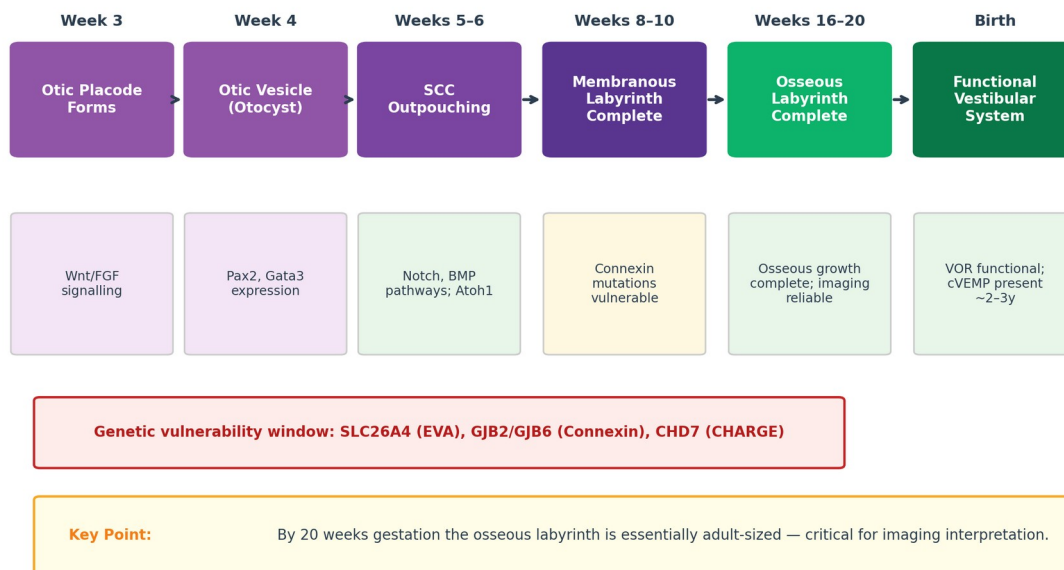 Week 3
Week 4
Weeks 5–6
Weeks 8–10
Weeks 16–20
Birth
Otic Placode
Forms
Otic Vesicle
(Otocyst)
SCC
Outpouching
Membranous
Labyrinth
Complete
Osseous
Labyrinth
Complete
Functional
Vestibular
System
Wnt/FGF
signalling
Pax2, Gata3
expression
Notch, BMP
pathways; Atoh1
Connexin
mutations
vulnerable
Osseous growth
complete; imaging
reliable
VOR functional;
cVEMP present
~2–3y
Genetic vulnerability window: SLC26A4 (EVA), GJB2/GJB6 (Connexin), CHD7 (CHARGE)
Key Point: By 20 weeks gestation the osseous labyrinth is essentially adult-sized — critical for imaging interpretation.